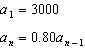 a₁ = 3000
aₙ = 0.80aₙ₋₁